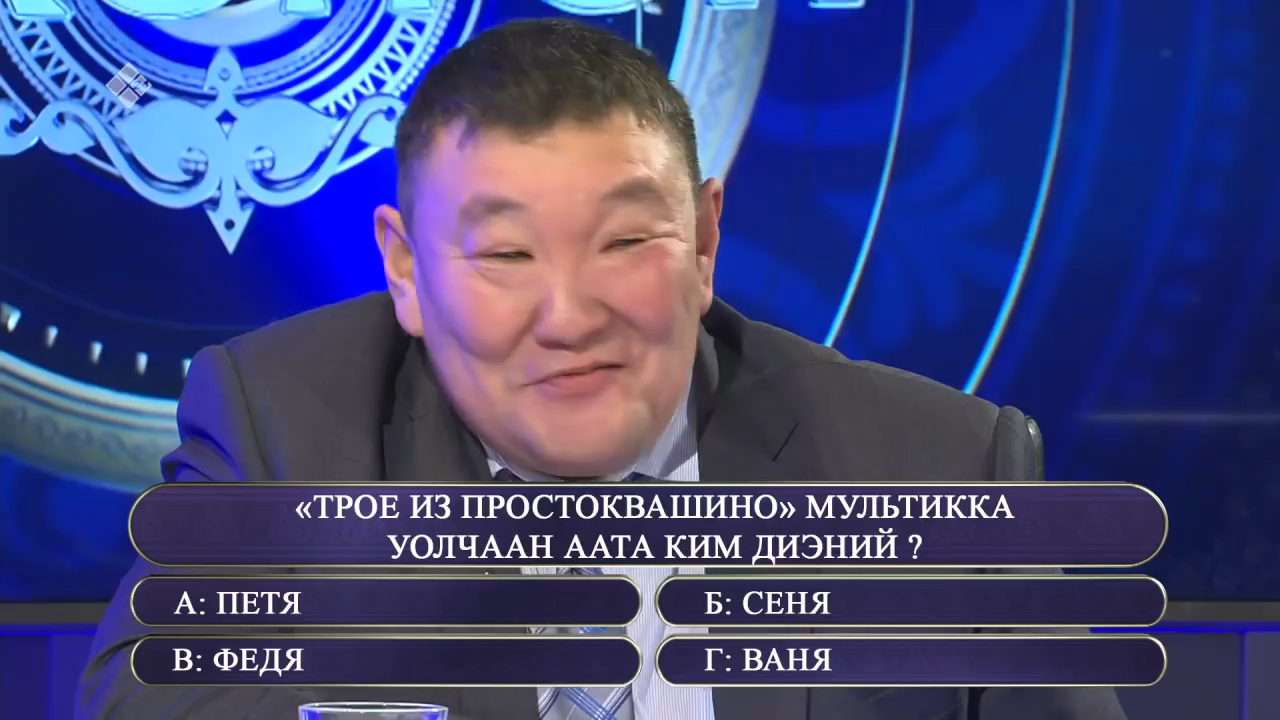 «ТРОЕ ИЗ ПРОСТОКВАШИНО» МУЛЬТИККА
УОЛЧААН ААТА КИМ ДИЭНИЙ ?
А: ПЕТЯ
Б: СЕНЯ
В: ФЕДЯ
Г: ВАНЯ